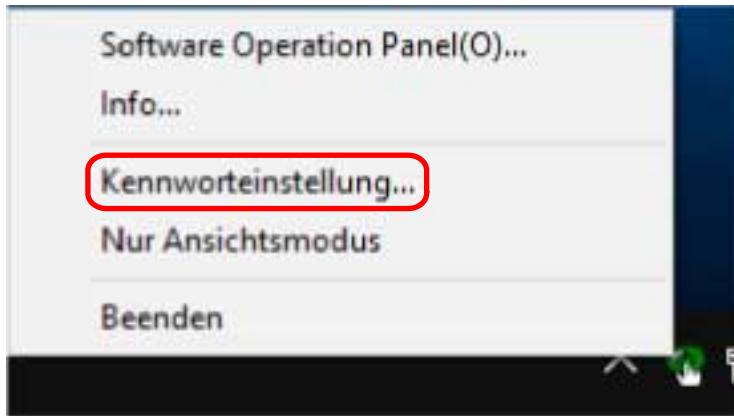 Software Operation Panel(O)...
Info...
Kennworteinstellung...
Nur Ansichtsmodus
Beenden